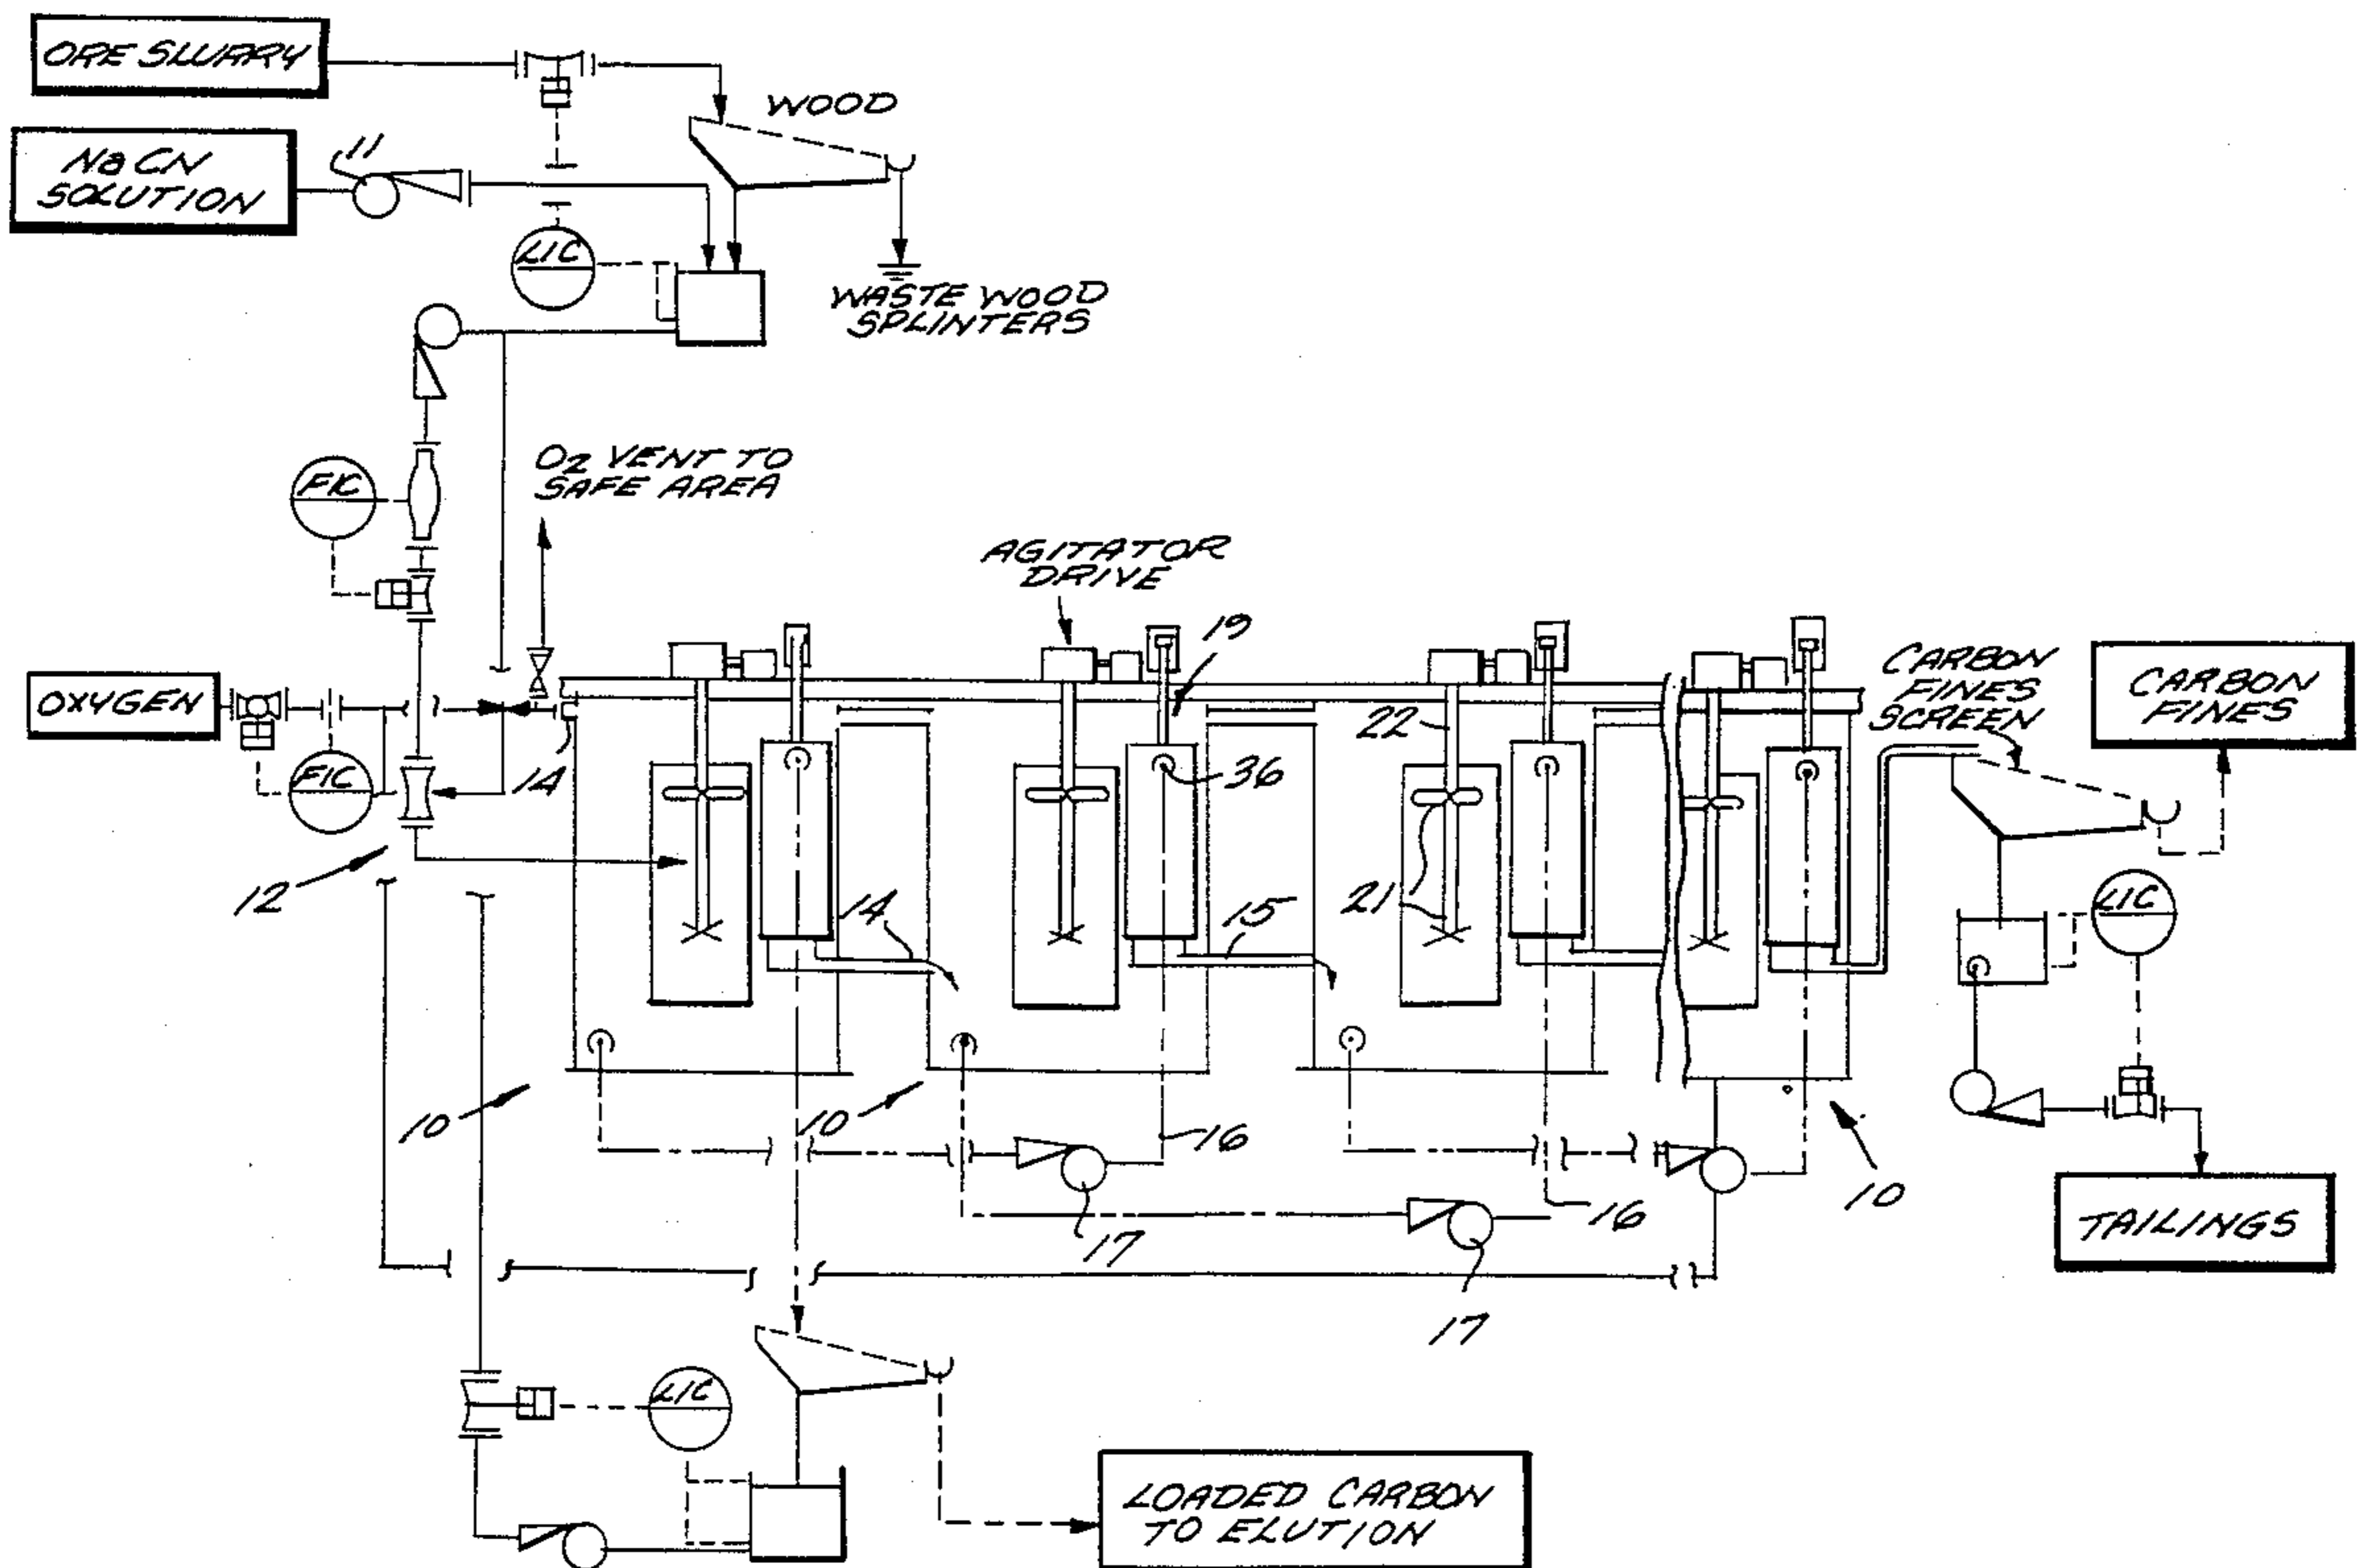 ORE SLURRY
NaCN
SOLUTION
11
WOOD
LIC
WASTE WOOD
SPLINTERS
FIC
O2 VENT TO
SAFE AREA
AGITATOR
DRIVE
19
OXYGEN
FIC
14
22
36
CARBON
FINES
SCREEN
CARBON
FINES
12
14
15
21
LIC
10
10
16
17
16
10
17
TAILINGS
LIC
LOADED CARBON
TO ELUTION